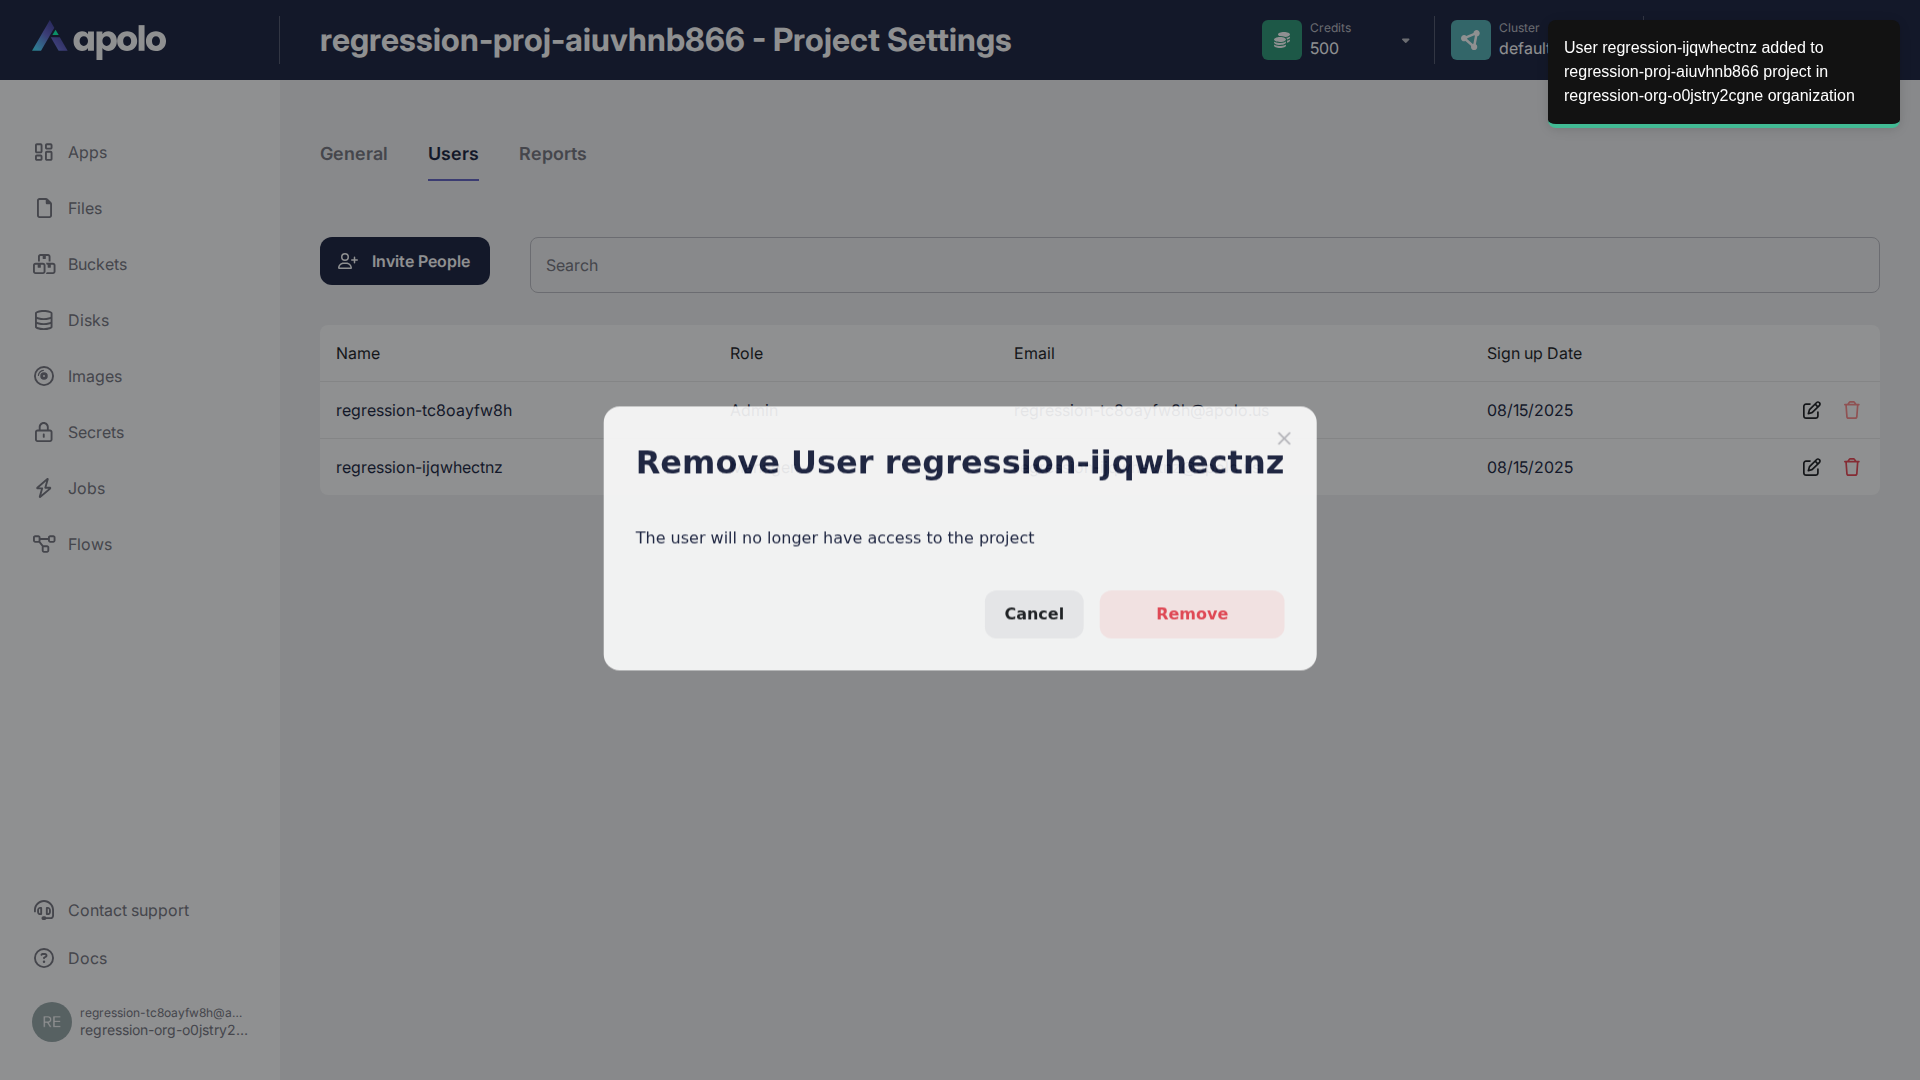 apolo
regression-proj-aiuvhnb866 - Project Settings
Credits
500
Cluster
default
User regression-ijqwhectnz added to
regression-proj-aiuvhnb866 project in
regression-org-o0jstry2cgne organization
Apps
Files
Buckets
Disks
Images
Secrets
Jobs
Flows
General
Users
Reports
Invite People
Search
Name Role Email Sign up Date
regression-tc8oayfw8h Admin regression-tc8oayfw8h@apolo.us 08/15/2025
regression-ijqwhectnz 08/15/2025
Remove User regression-ijqwhectnz
The user will no longer have access to the project
Cancel
Remove
Contact support
Docs
RE
regression-tc8oayfw8h@a...
regression-org-o0jstry2...